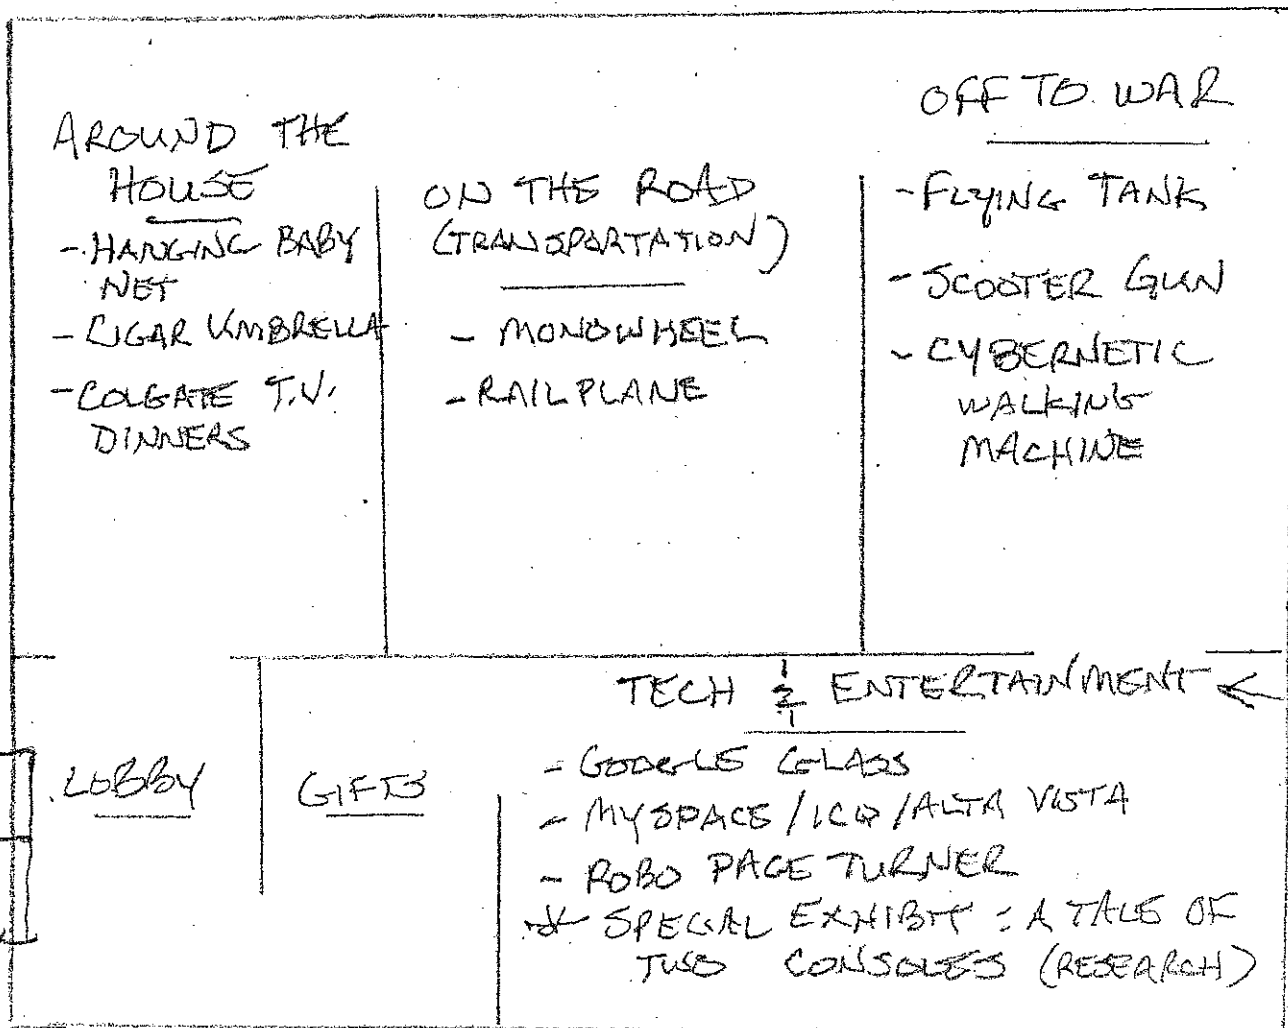 AROUND THE
HOUSE
- HANGING BABY
NET
- CIGAR UMBRELLA
- COLGATE T.V.
DINNERS
ON THE ROAD
(TRANSPORTATION)
- MONOWHEEL
- RAILPLANE
OFF TO WAR
- FLYING TANK
- SCOOTER GUN
- CYBERNETIC
WALKING
MACHINE
LOBBY
GIFTS
TECH & ENTERTAINMENT ←
- GOOGLE GLASS
- MYSPACE/ICQ/ALTA VISTA
- ROBO PAGE TURNER
* SPECIAL EXHIBIT: A TALE OF
TWO CONSOLES (RESEARCH)